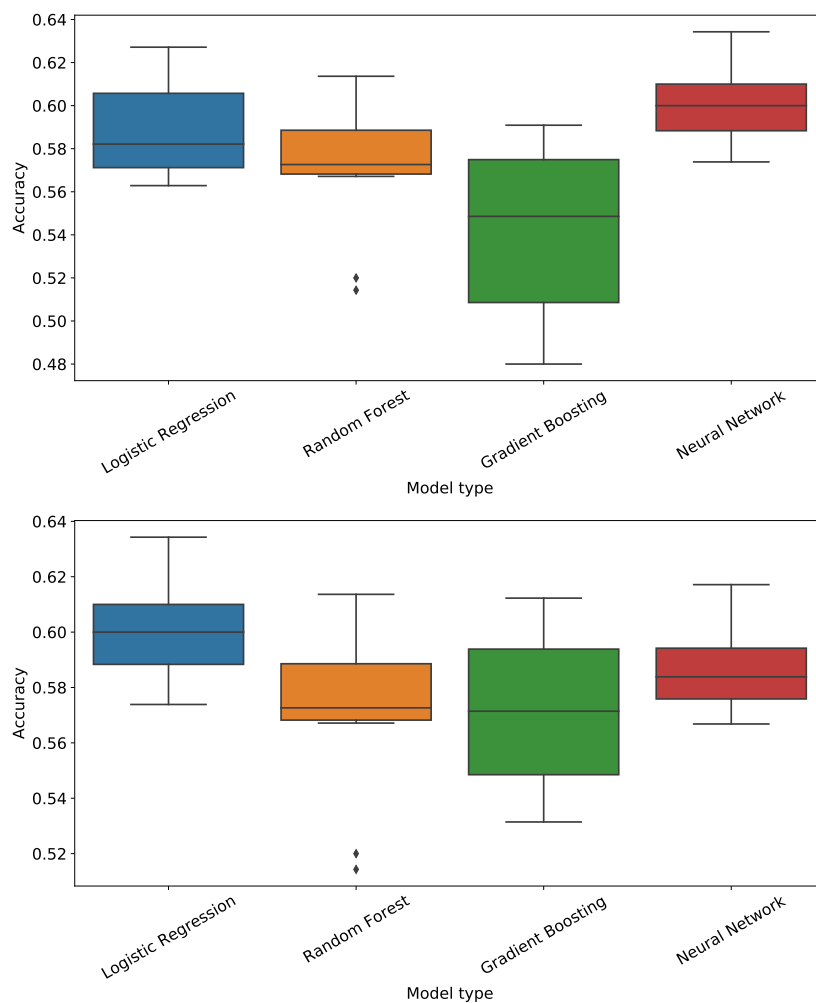 0.64
0.62
0.60
0.58
0.56
0.54
0.52
0.50
0.48
Accuracy
Logistic Regression
Random Forest
Gradient Boosting
Neural Network
Model type
0.64
0.62
0.60
0.58
0.56
0.54
0.52
Accuracy
Logistic Regression
Random Forest
Gradient Boosting
Neural Network
Model type